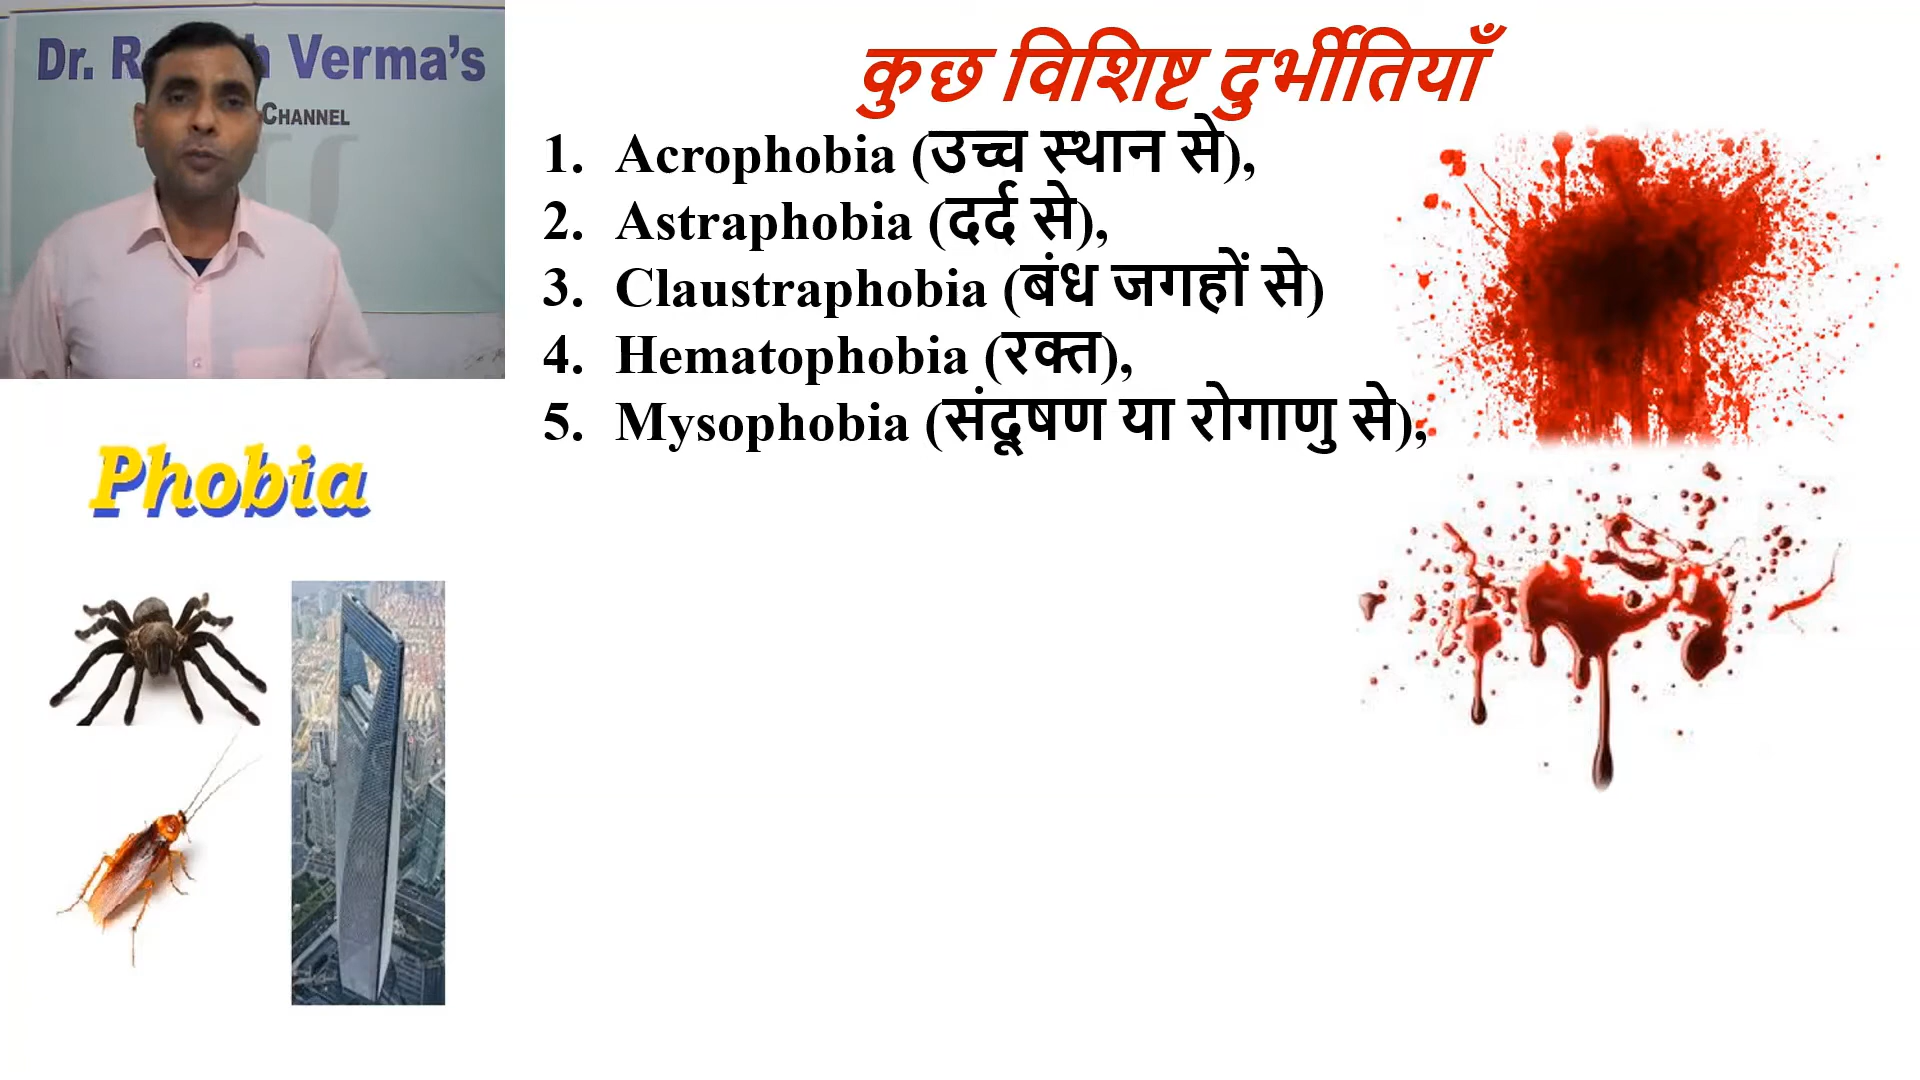 Dr. Verma's
CHANNEL
कुछ विशिष्ट दुर्भीतियाँ
1. Acrophobia (उच्च स्थान से),
2. Astraphobia (दर्द से),
3. Claustraphobia (बंध जगहों से)
4. Hematophobia (रक्त),
5. Mysophobia (संदूषण या रोगाणु से),
Phobia